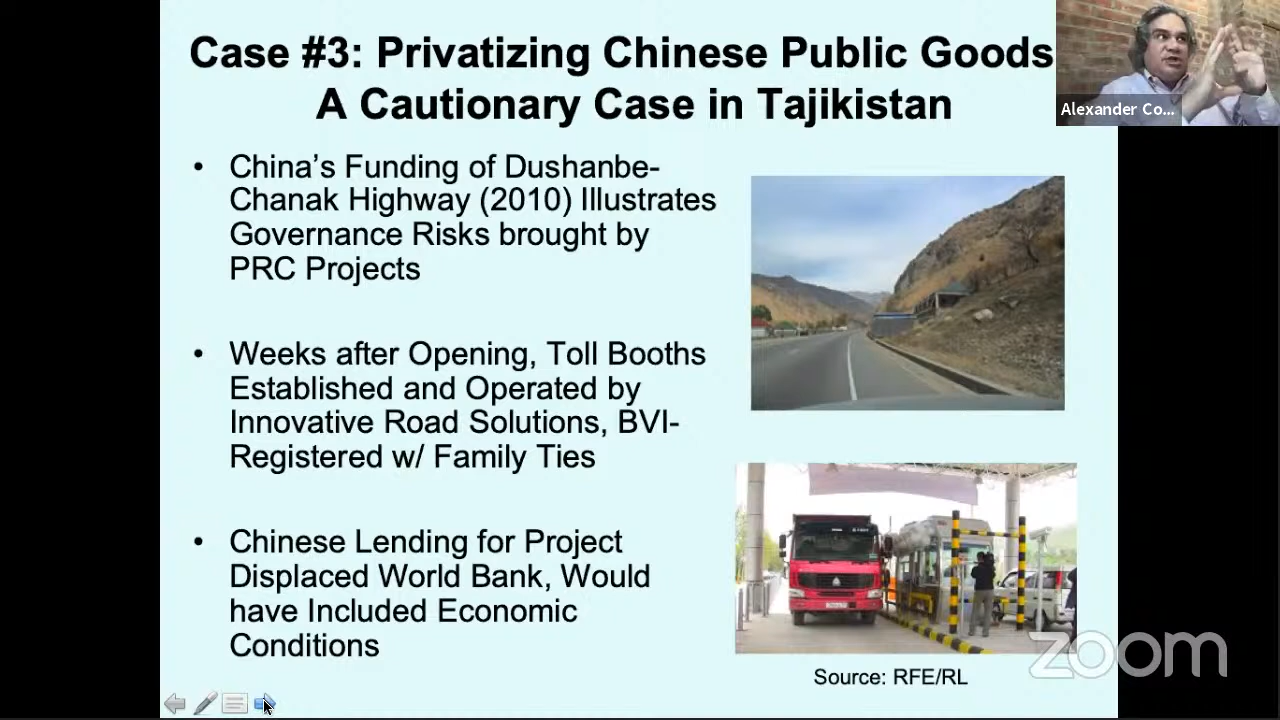 Case #3: Privatizing Chinese Public Goods
A Cautionary Case in Tajikistan
Alexander Co...
• China's Funding of Dushanbe-
Chanak Highway (2010) Illustrates
Governance Risks brought by
PRC Projects
• Weeks after Opening, Toll Booths
Established and Operated by
Innovative Road Solutions, BVI-
Registered w/ Family Ties
• Chinese Lending for Project
Displaced World Bank, Would
have Included Economic
Conditions
Source: RFE/RL
zoom